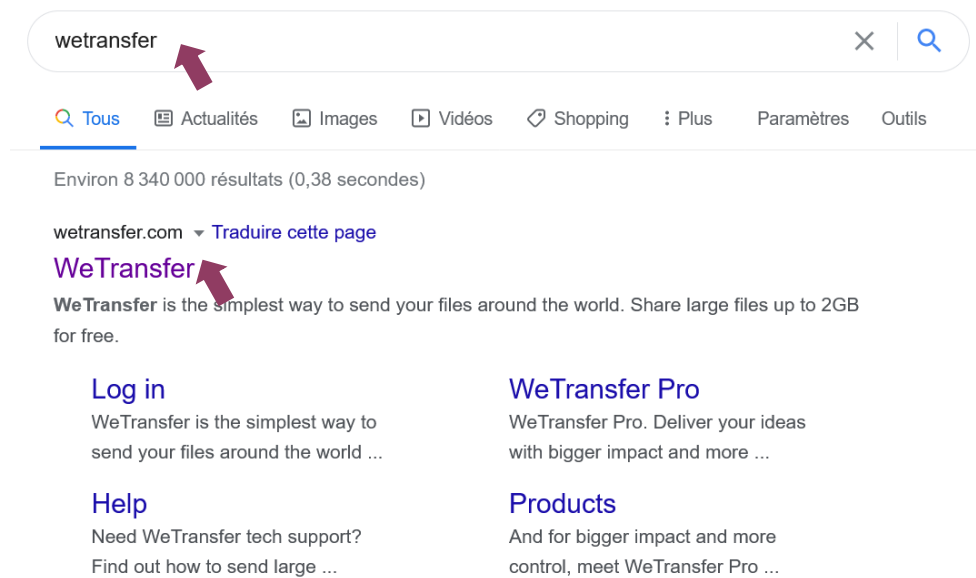 wetransfer
Tous Actualités Images Vidéos Shopping Plus Paramètres Outils
Environ 8 340 000 résultats (0,38 secondes)
wetransfer.com Traduire cette page
WeTransfer
WeTransfer is the simplest way to send your files around the world. Share large files up to 2GB
for free.
Log in
WeTransfer is the simplest way to
send your files around the world ...
WeTransfer Pro
WeTransfer Pro. Deliver your ideas
with bigger impact and more ...
Help
Need WeTransfer tech support?
Find out how to send large ...
Products
And for bigger impact and more
control, meet WeTransfer Pro ...